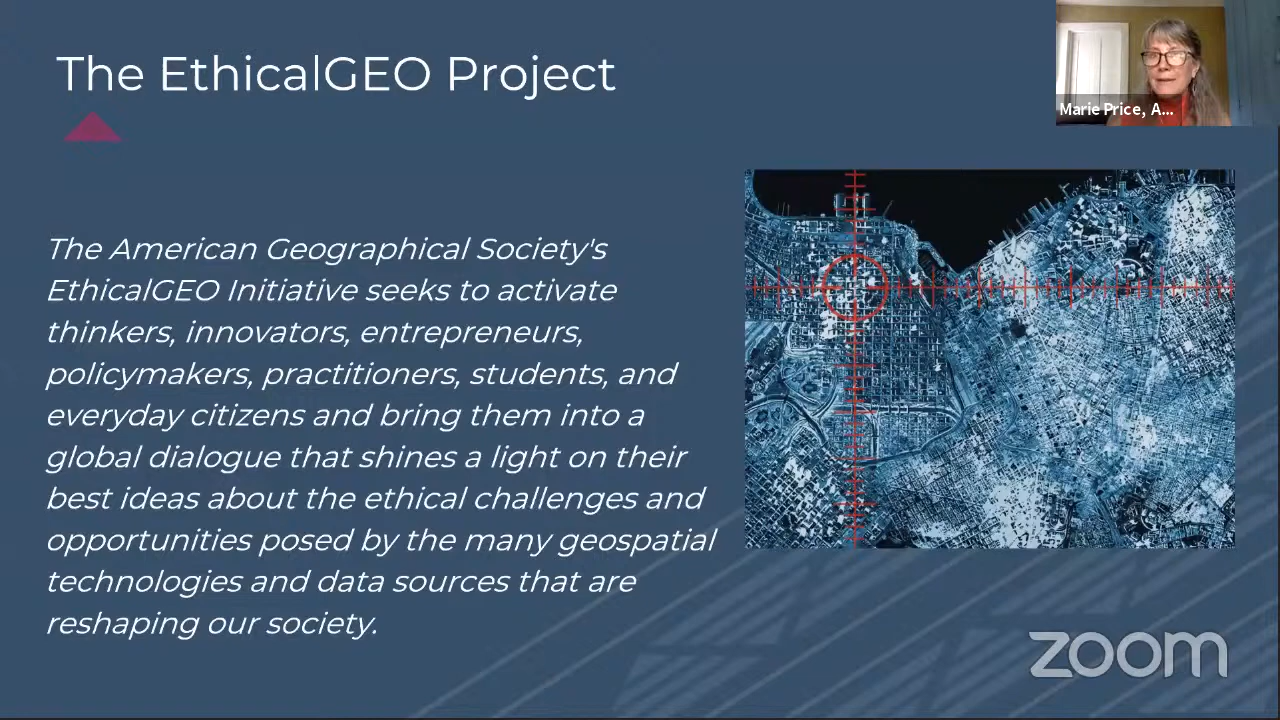 The EthicalGEO Project
Marie Price, A...
The American Geographical Society's
EthicalGEO Initiative seeks to activate
thinkers, innovators, entrepreneurs,
policymakers, practitioners, students, and
everyday citizens and bring them into a
global dialogue that shines a light on their
best ideas about the ethical challenges and
opportunities posed by the many geospatial
technologies and data sources that are
reshaping our society.
zoom